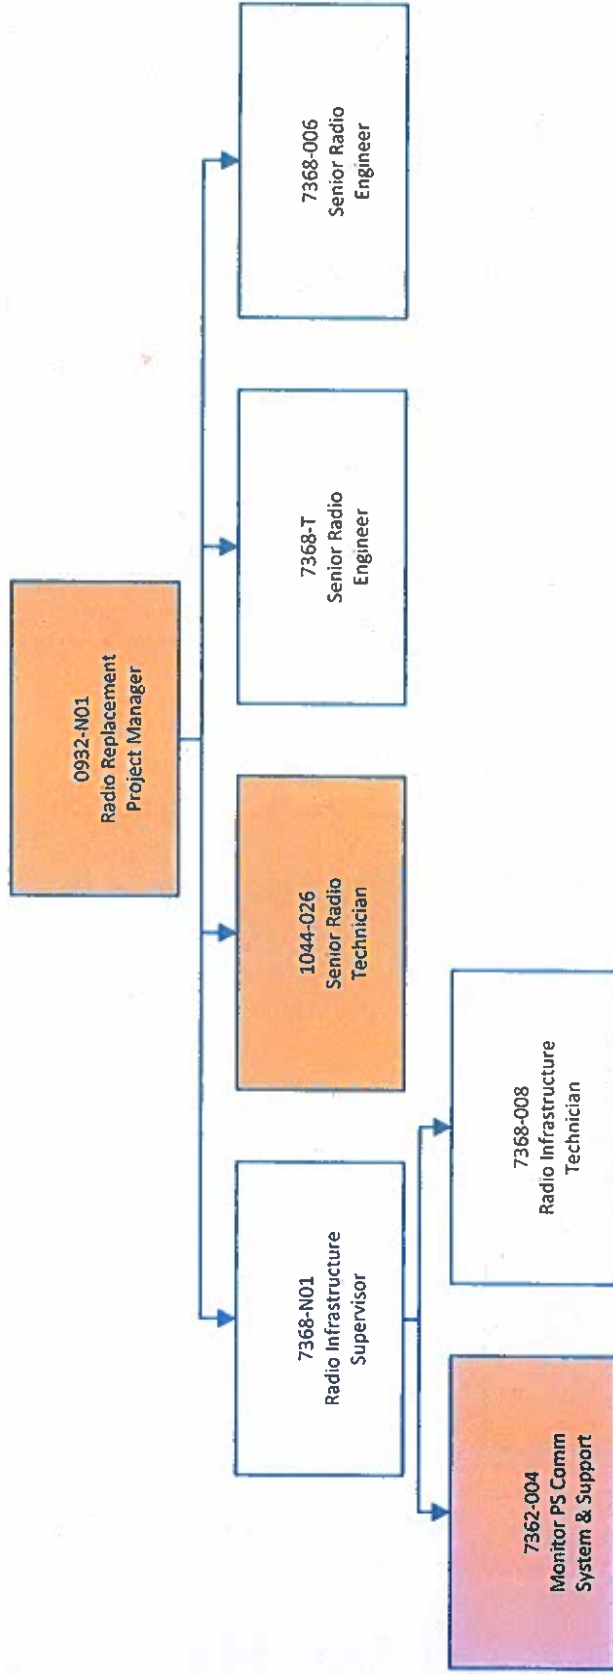 0932-N01
Radio Replacement
Project Manager
7368-N01
Radio Infrastructure
Supervisor
1044-026
Senior Radio
Technician
7368-T
Senior Radio
Engineer
7368-006
Senior Radio
Engineer
7362-004
Monitor PS Comm
System & Support
7368-008
Radio Infrastructure
Technician